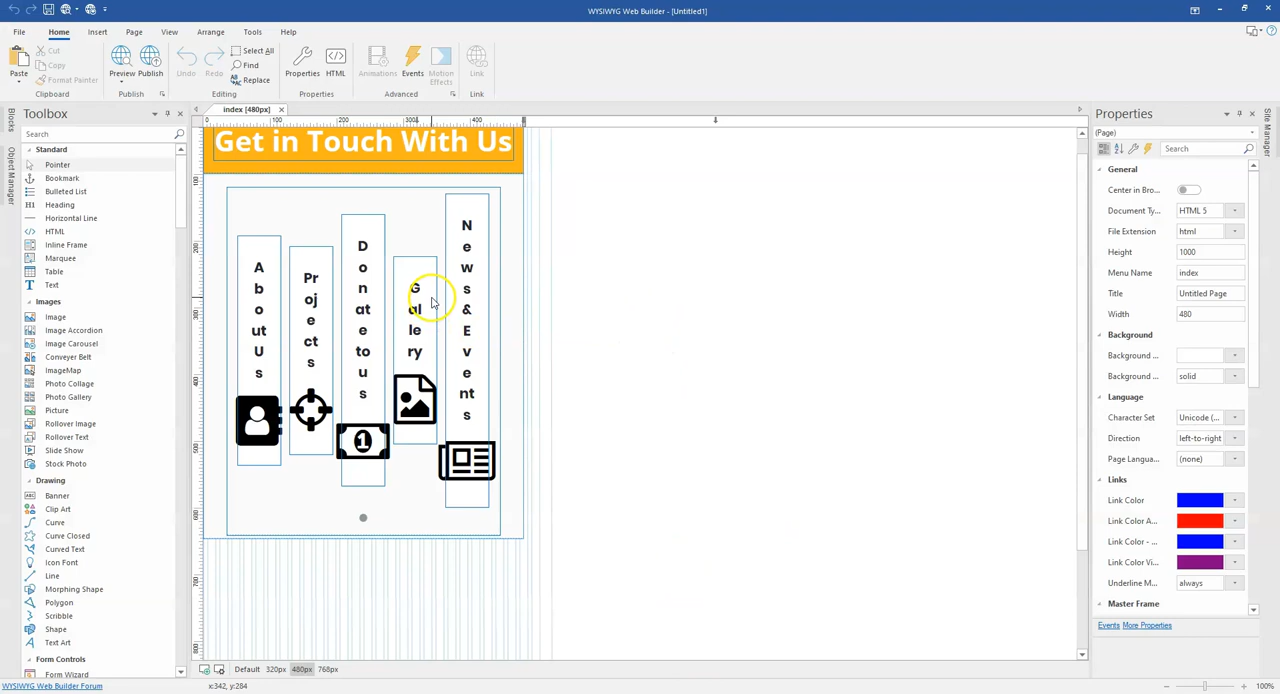 WYSIWYG Web Builder - [Untitled1]
File Home Insert Page View Arrange Tools Help
Paste
Cut
Copy
Format Painter
Clipboard
Preview Publish
Publish
Undo Redo
Select All
Find
Replace
Editing
Properties HTML
Properties
Animations Events Motion Effects
Advanced
Link
Link
Toolbox
Search
Standard
Pointer
Bookmark
Bulleted List
Heading
Horizontal Line
HTML
Inline Frame
Marquee
Table
Text
Images
Image
Image Accordion
Image Carousel
Conveyer Belt
ImageMap
Photo Collage
Photo Gallery
Picture
Rollover Image
Rollover Text
Slide Show
Stock Photo
Drawing
Banner
Clip Art
Curve
Curve Closed
Curved Text
Icon Font
Line
Morphing Shape
Polygon
Scribble
Shape
Text Art
Form Controls
Form Wizard
WYSIWYG Web Builder Forum
Blocks
Object Manager
index [480px]
Get in Touch With Us
A
b
o
ut
U
s
Pr
oj
e
ct
s
D
o
n
at
e
to
u
s
G
al
le
ry
N
e
w
s
&
E
v
e
nt
s
1
Default 320px 480px 768px
x:342, y:284
Properties
(Page)
Search
General
Center in Bro...
Document Ty... HTML 5
File Extension html
Height 1000
Menu Name index
Title Untitled Page
Width 480
Background
Background ...
Background ... solid
Language
Character Set Unicode (...
Direction left-to-right
Page Langua... (none)
Links
Link Color
Link Color A...
Link Color - ...
Link Color Vi...
Underline M... always
Master Frame
Events More Properties
Site Manager
100%